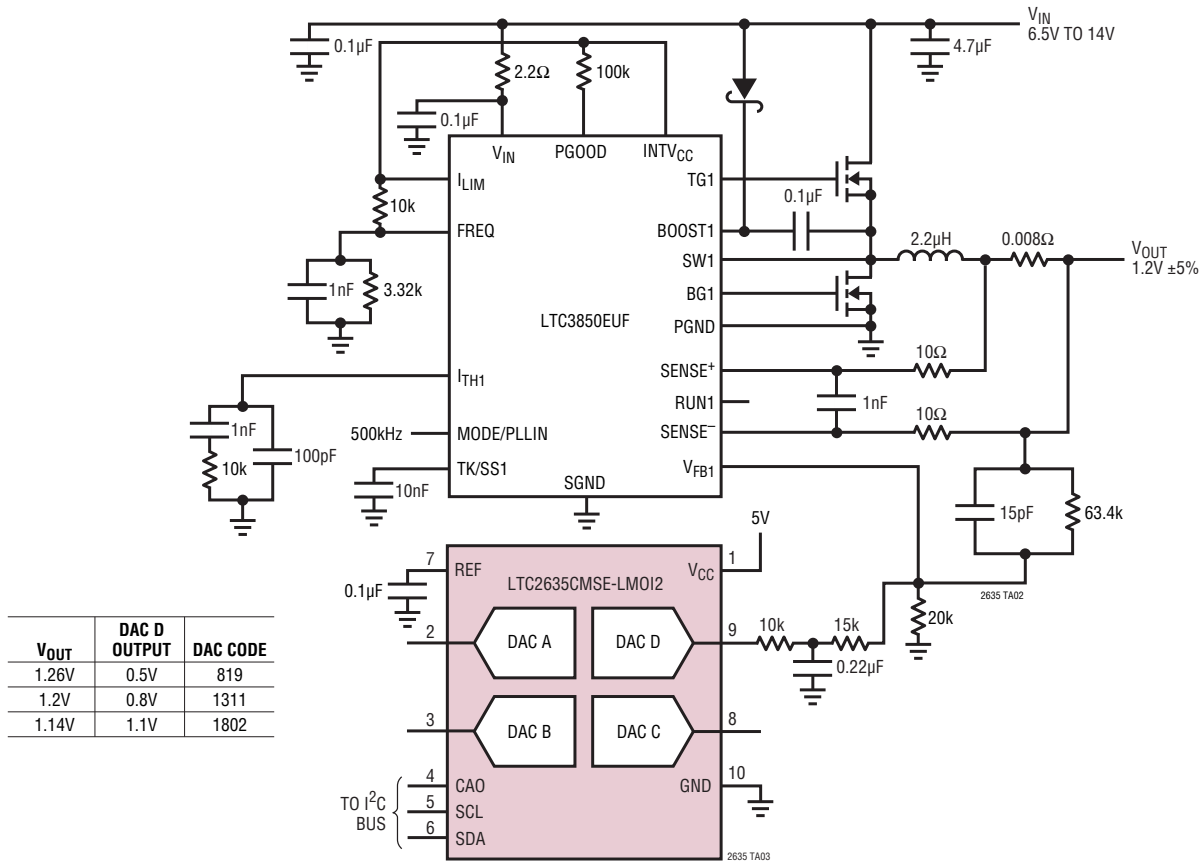 VIN
6.5V TO 14V
0.1µF
4.7µF
2.2Ω
100k
0.1µF
VIN
PGOOD
INTVCC
ILIM
TG1
10k
0.1µF
FREQ
BOOST1
2.2µH
0.008Ω
VOUT
1.2V ±5%
SW1
1nF
3.32k
BG1
LTC3850EUF
PGND
10Ω
SENSE+
ITH1
RUN1
1nF
10Ω
1nF
500kHz
MODE/PLLIN
SENSE–
100pF
10k
TK/SS1
VFB1
10nF
SGND
15pF
63.4k
5V
7
REF
LTC2635CMSE-LMOI2
VCC
1
0.1µF
2635 TA02
20k
2
DAC A
DAC D
9
10k
15k
0.22µF
3
DAC B
DAC C
8
4
CAO
GND
10
TO I2C
BUS
5
SCL
6
SDA
2635 TA03
VOUT DAC D OUTPUT DAC CODE
1.26V 0.5V 819
1.2V 0.8V 1311
1.14V 1.1V 1802